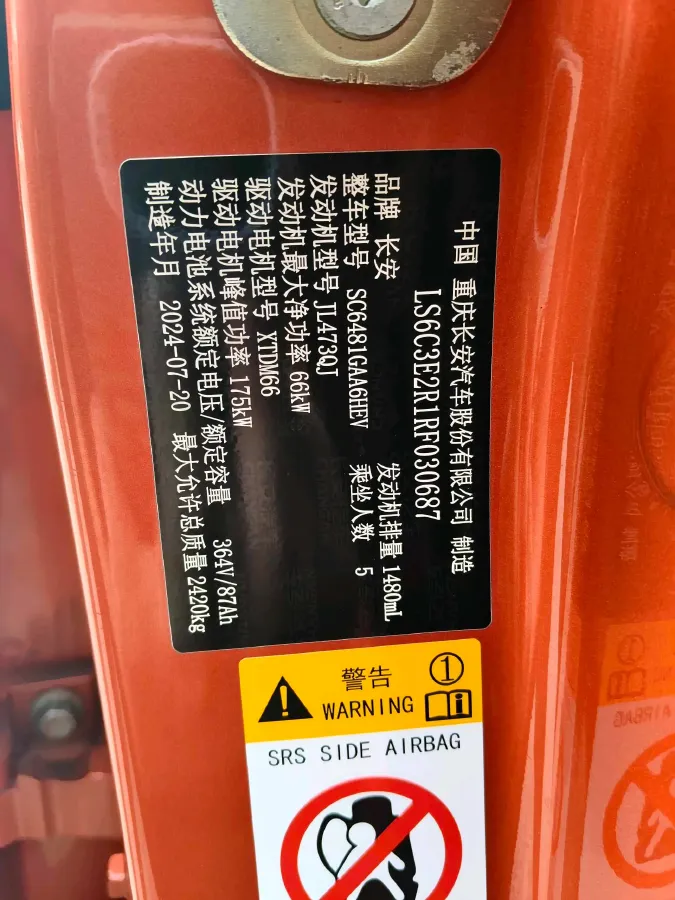 中国 重庆长安汽车股份有限公司 制造
LS6C3E2R1RF030687
品牌 长安 发动机排量 1480mL
整车型号 SC6481GAA6HEV 乘坐人数 5
发动机型号 JL473QJ
发动机最大净功率 66kW
驱动电机型号 XTDM66
驱动电机峰值功率 175kW
动力电池系统额定电压/额定容量 364V/87Ah
制造年月 2024-07-20 最大允许总质量 2420kg
警告 ①
WARNING
SRS SIDE AIRBAG